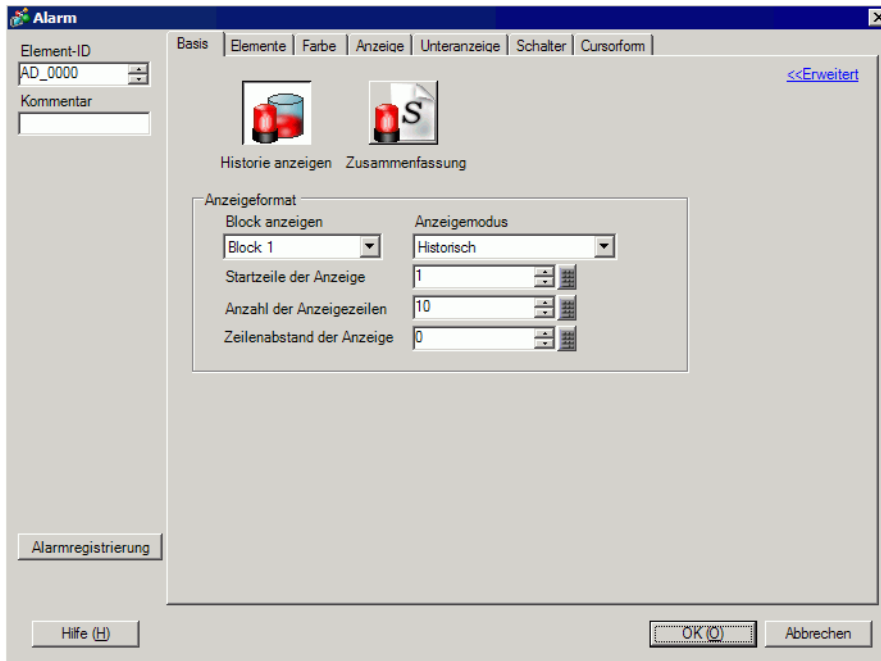 Alarm
Element-ID
AD_0000
Kommentar
Basis Elemente Farbe Anzeige Unteranzeige Schalter Cursorform
<<Erweitert
Historie anzeigen Zusammenfassung
Anzeigeformat
Block anzeigen Anzeigemodus
Block 1 Historisch
Startzeile der Anzeige 1
Anzahl der Anzeigezeilen 10
Zeilenabstand der Anzeige 0
Alarmregistrierung
Hilfe (H) OK (O) Abbrechen